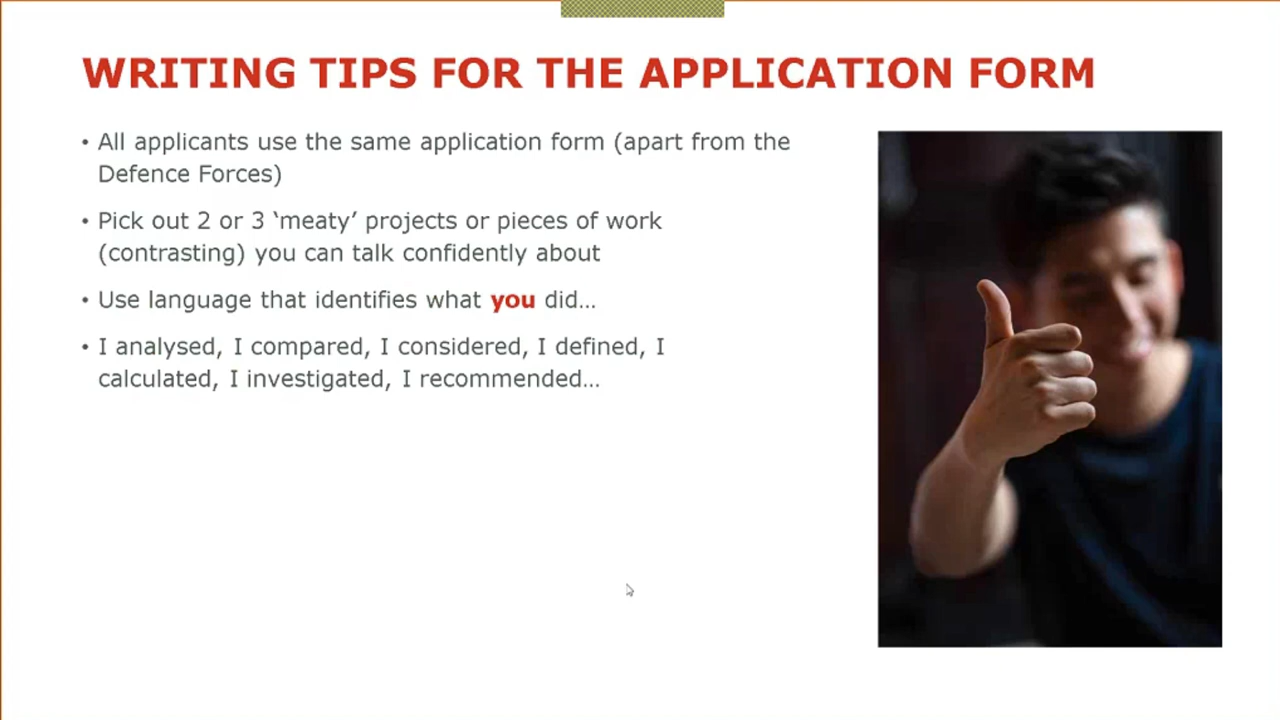 WRITING TIPS FOR THE APPLICATION FORM
• All applicants use the same application form (apart from the
Defence Forces)
• Pick out 2 or 3 ‘meaty’ projects or pieces of work
(contrasting) you can talk confidently about
• Use language that identifies what you did…
• I analysed, I compared, I considered, I defined, I
calculated, I investigated, I recommended…